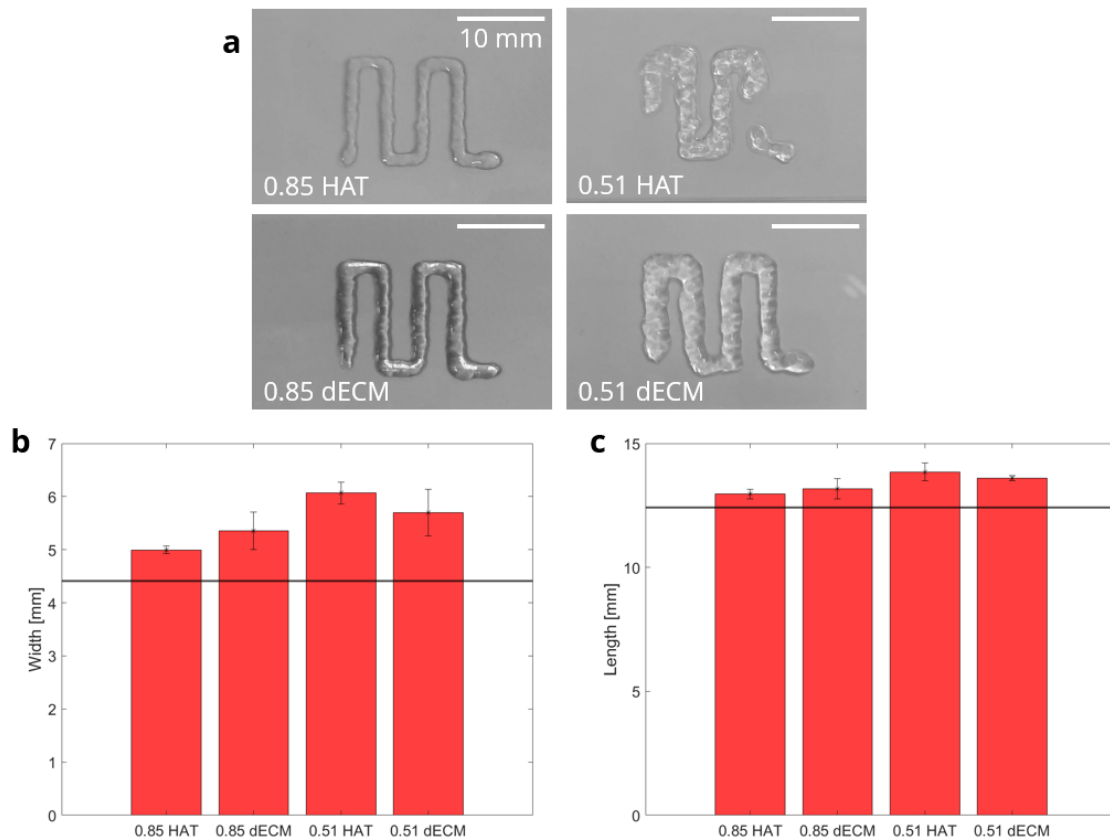 a
10 mm
0.85 HAT
0.51 HAT
0.85 dECM
0.51 dECM
b
7
6
5
4
3
2
1
0
Width [mm]
0.85 HAT 0.85 dECM 0.51 HAT 0.51 dECM
c
15
10
5
0
Length [mm]
0.85 HAT 0.85 dECM 0.51 HAT 0.51 dECM